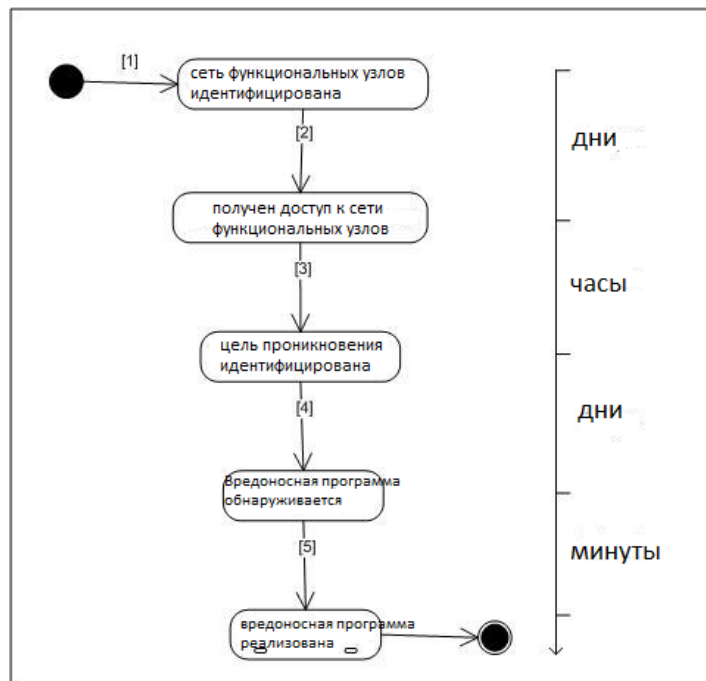 [1]
сеть функциональных узлов
идентифицирована
[2]
дни
получен доступ к сети
функциональных узлов
[3]
часы
цель проникновения
идентифицирована
[4]
дни
Вредоносная программа
обнаруживается
[5]
минуты
вредоносная программа
реализована